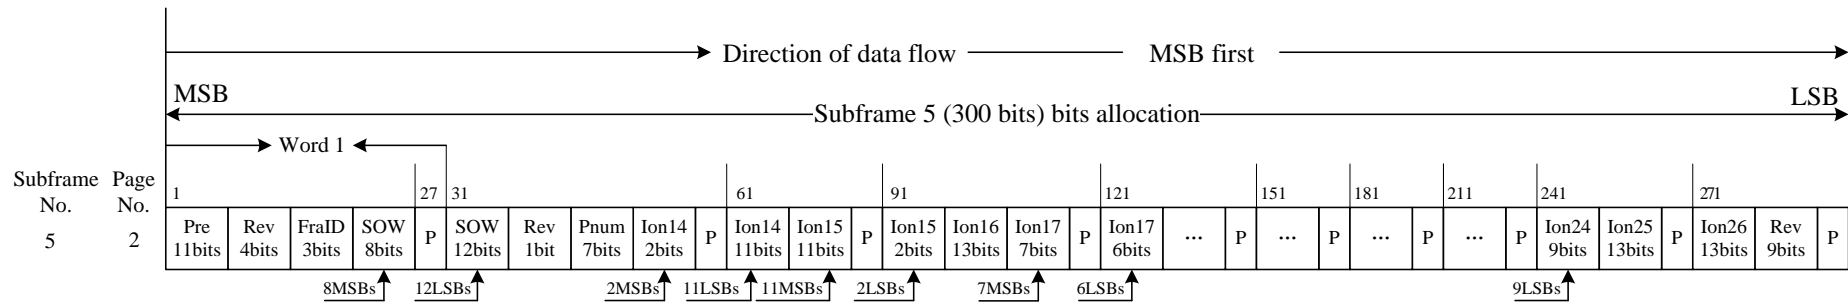 Direction of data flow MSB first
MSB LSB
Subframe 5 (300 bits) bits allocation
Word 1
Subframe No. Page No.
1 27 31 61 91 121 151 181 211 241 271
5 2
Pre 11bits
Rev 4bits
FraID 3bits
SOW 8bits
P
SOW 12bits
Rev 1bit
Pnum 7bits
Ion14 2bits
P
Ion14 11bits
Ion15 11bits
P
Ion15 2bits
Ion16 13bits
Ion17 7bits
P
Ion17 6bits
...
P
...
P
...
P
...
P
Ion24 9bits
Ion25 13bits
P
Ion26 13bits
Rev 9bits
P
8MSBs 12LSBs 2MSBs 11LSBs 11MSBs 2LSBs 7MSBs 6LSBs 9LSBs